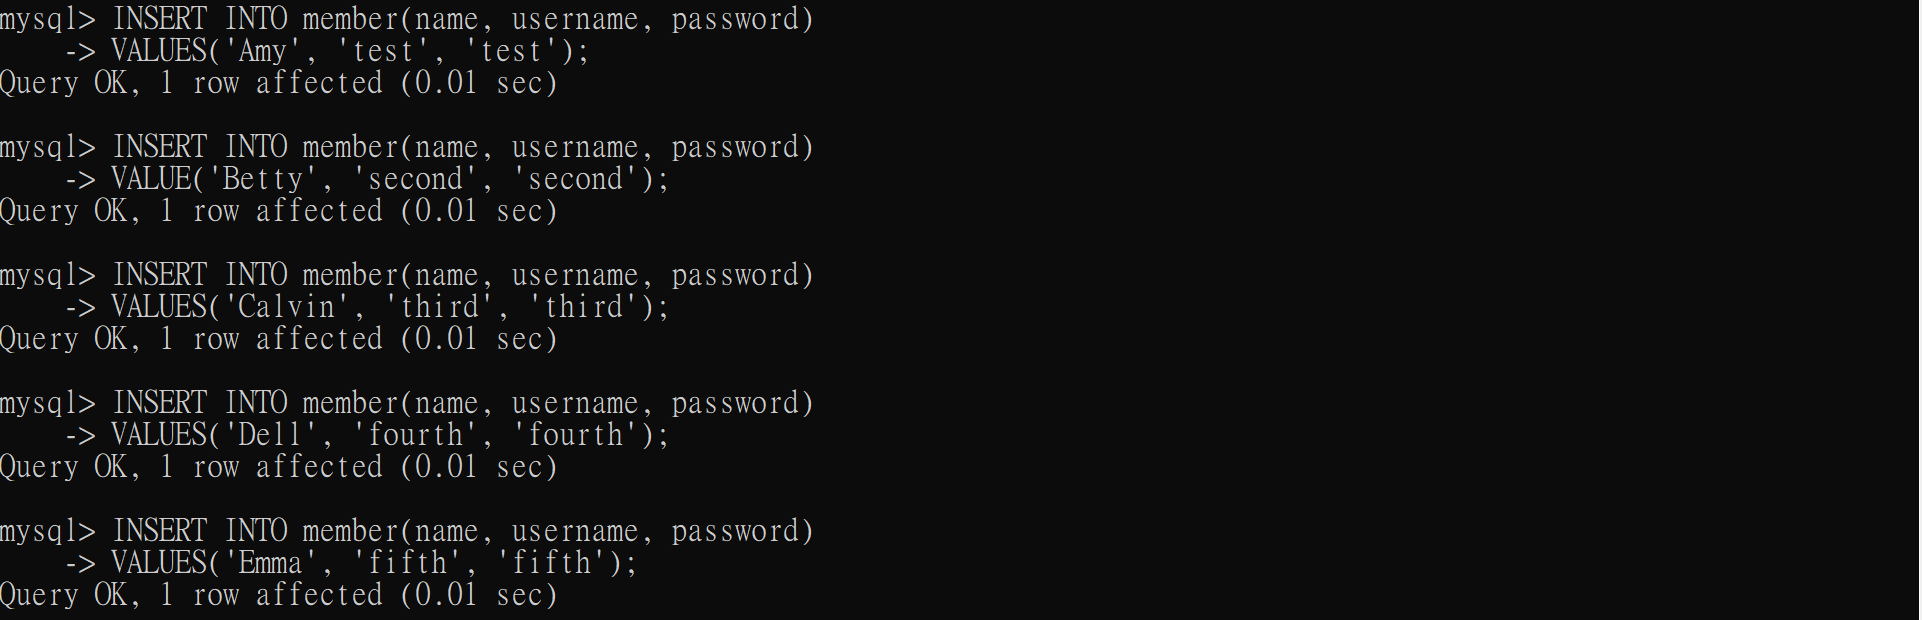 mysql> INSERT INTO member(name, username, password)
    -> VALUES('Amy', 'test', 'test');
Query OK, 1 row affected (0.01 sec)

mysql> INSERT INTO member(name, username, password)
    -> VALUE('Betty', 'second', 'second');
Query OK, 1 row affected (0.01 sec)

mysql> INSERT INTO member(name, username, password)
    -> VALUES('Calvin', 'third', 'third');
Query OK, 1 row affected (0.01 sec)

mysql> INSERT INTO member(name, username, password)
    -> VALUES('Dell', 'fourth', 'fourth');
Query OK, 1 row affected (0.01 sec)

mysql> INSERT INTO member(name, username, password)
    -> VALUES('Emma', 'fifth', 'fifth');
Query OK, 1 row affected (0.01 sec)